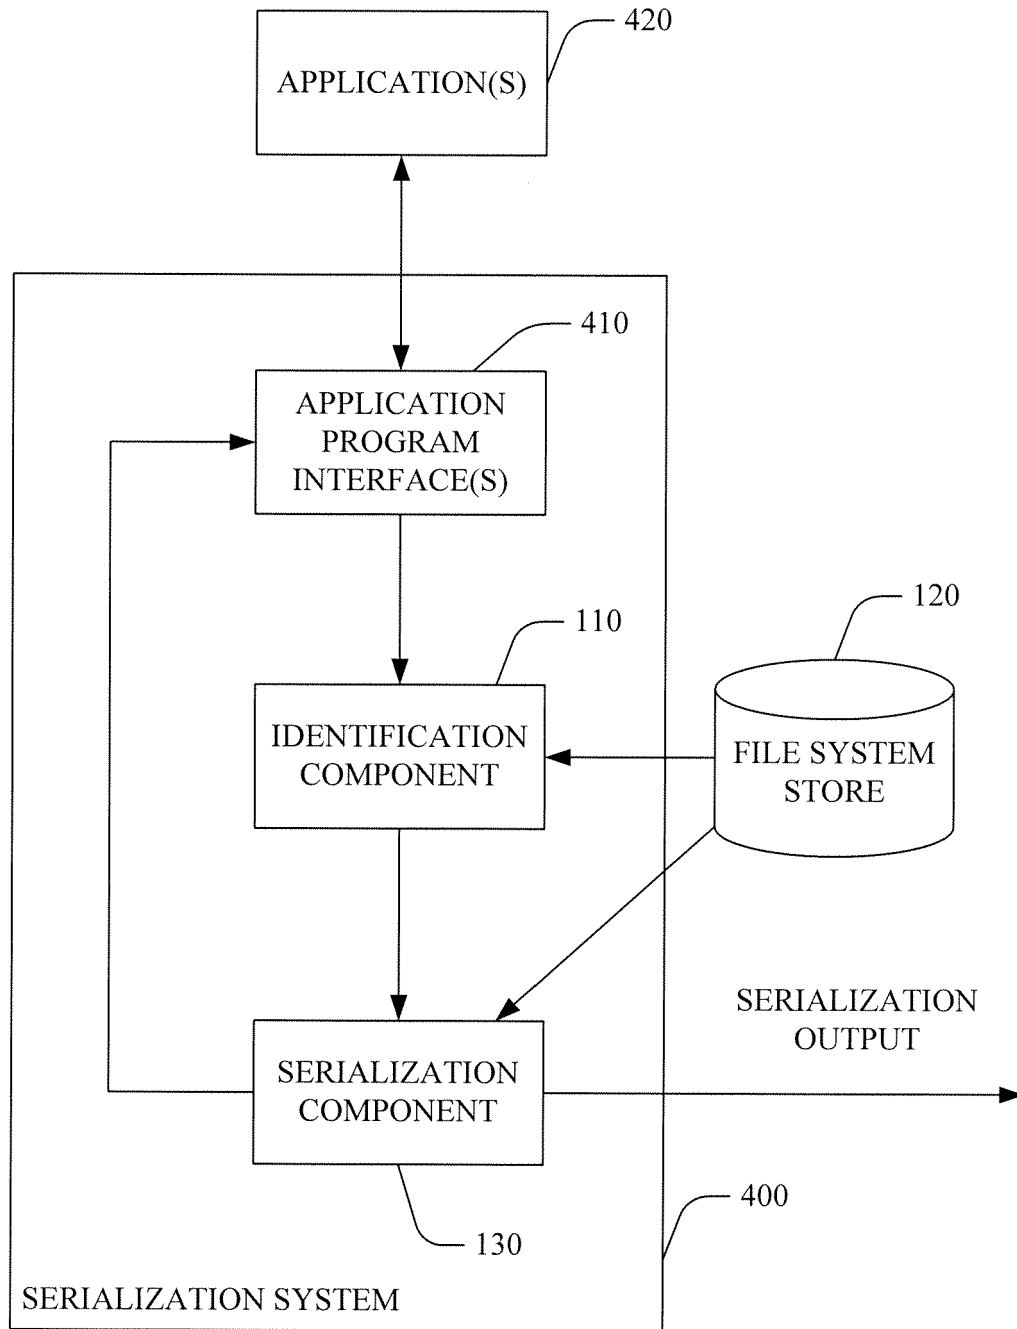 420
APPLICATION(S)
410
APPLICATION
PROGRAM
INTERFACE(S)
120
110
IDENTIFICATION
COMPONENT
FILE SYSTEM
STORE
SERIALIZATION
OUTPUT
SERIALIZATION
COMPONENT
400
130
SERIALIZATION SYSTEM